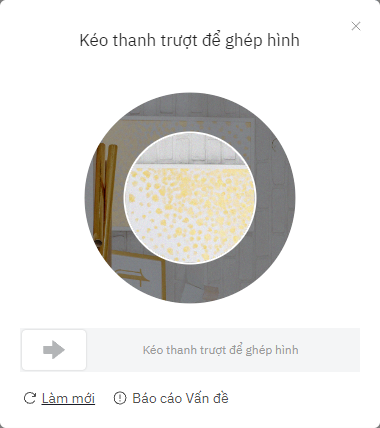 Kéo thanh trượt để ghép hình
Kéo thanh trượt để ghép hình
Làm mới
Báo cáo Vấn đề